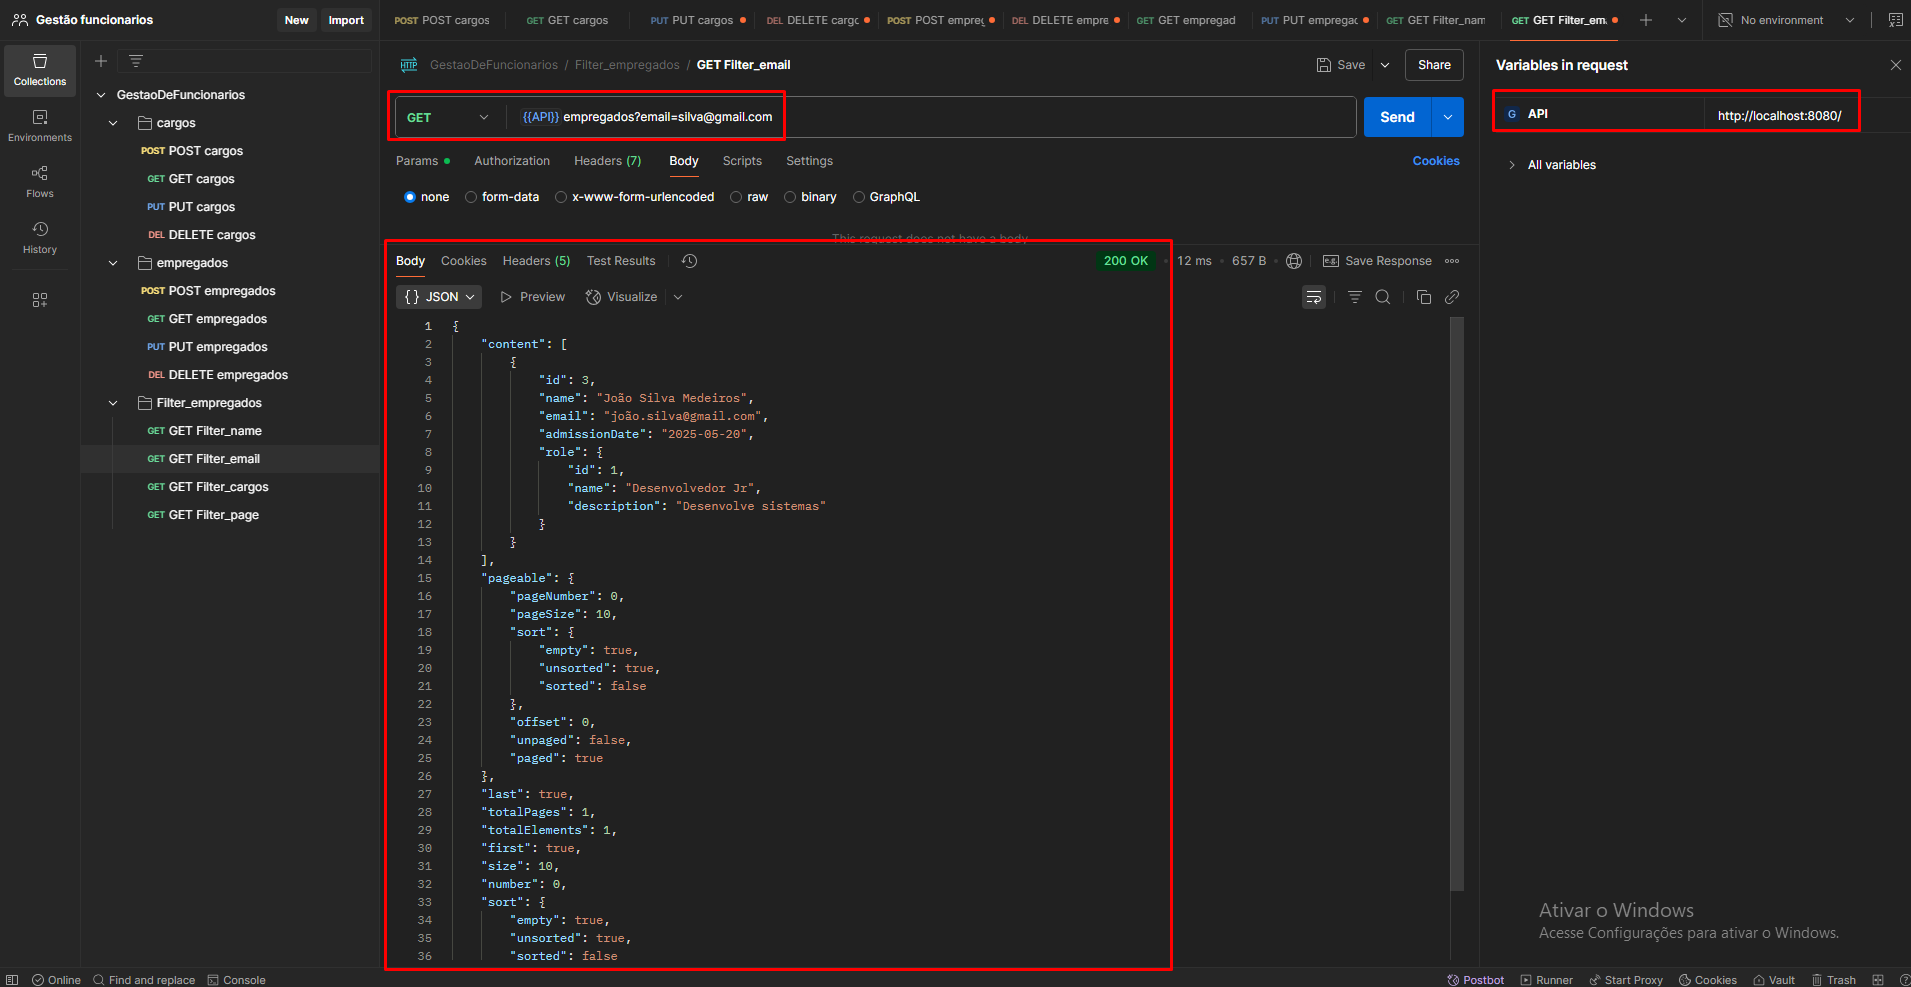 Gestão funcionarios
New
Import
POST POST cargos
GET GET cargos
PUT PUT cargos
DEL DELETE cargo
POST POST empreg
DEL DELETE empre
GET GET empregad
PUT PUT empregad
GET GET Filter_nam
GET GET Filter_em
No environment
Collections
Environments
Flows
History
GestaoDeFuncionarios
cargos
POST POST cargos
GET GET cargos
PUT PUT cargos
DEL DELETE cargos
empregados
POST POST empregados
GET GET empregados
PUT PUT empregados
DEL DELETE empregados
Filter_empregados
GET GET Filter_name
GET GET Filter_email
GET GET Filter_cargos
GET GET Filter_page
HTTP GestaoDeFuncionarios / Filter_empregados / GET Filter_email
Save
Share
GET {{API}} empregados?email=silva@gmail.com
Send
Params Authorization Headers (7) Body Scripts Settings
Cookies
none form-data x-www-form-urlencoded raw binary GraphQL
This request does not have a body
Body Cookies Headers (5) Test Results
200 OK • 12 ms • 657 B
e.g. Save Response
{} JSON Preview Visualize
1 {
2 "content": [
3 {
4 "id": 3,
5 "name": "João Silva Medeiros",
6 "email": "joão.silva@gmail.com",
7 "admissionDate": "2025-05-20",
8 "role": {
9 "id": 1,
10 "name": "Desenvolvedor Jr",
11 "description": "Desenvolve sistemas"
12 }
13 }
14 ],
15 "pageable": {
16 "pageNumber": 0,
17 "pageSize": 10,
18 "sort": {
19 "empty": true,
20 "unsorted": true,
21 "sorted": false
22 },
23 "offset": 0,
24 "unpaged": false,
25 "paged": true
26 },
27 "last": true,
28 "totalPages": 1,
29 "totalElements": 1,
30 "first": true,
31 "size": 10,
32 "number": 0,
33 "sort": {
34 "empty": true,
35 "unsorted": true,
36 "sorted": false
Variables in request
G API http://localhost:8080/
All variables
Ativar o Windows
Acesse Configurações para ativar o Windows.
Online
Find and replace
Console
Postbot
Runner
Start Proxy
Cookies
Vault
Trash